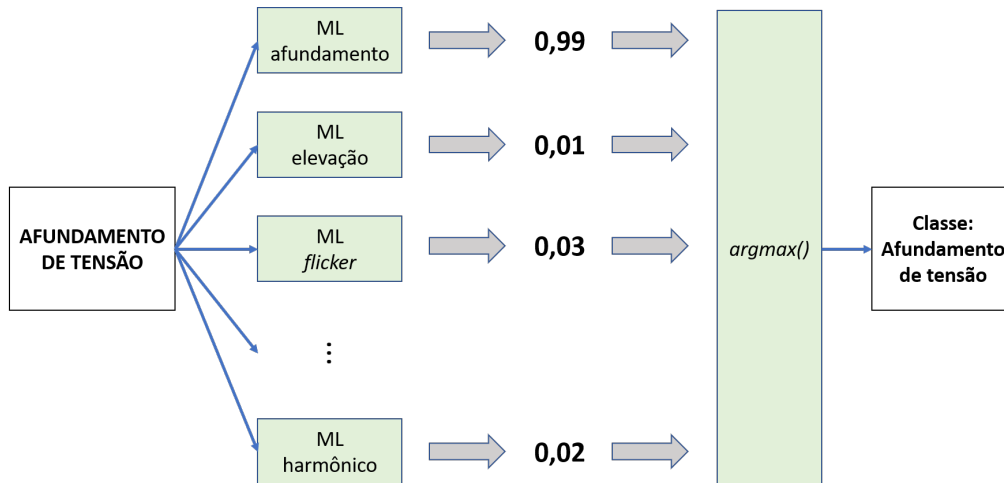 ML
afundamento
0,99
ML
elevação
0,01
AFUNDAMENTO
DE TENSÃO
ML
flicker
0,03
argmax()
Classe:
Afundamento
de tensão
...
ML
harmônico
0,02